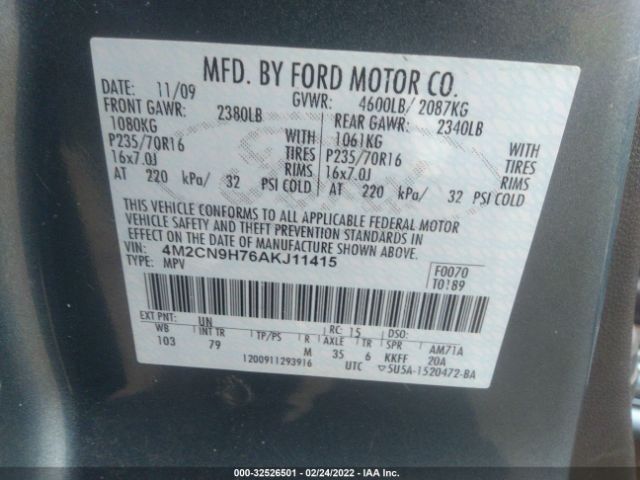 MFD. BY FORD MOTOR CO.
DATE: 11/09 GVWR: 4600LB/ 2087KG
FRONT GAWR: 2380LB REAR GAWR: 2340LB
1080KG WITH 1061KG WITH
P235/70R16 TIRES P235/70R16 TIRES
16x7.0J RIMS 16x7.0J RIMS
AT 220 kPa/ 32 PSI COLD AT 220 kPa/ 32 PSI COLD
THIS VEHICLE CONFORMS TO ALL APPLICABLE FEDERAL MOTOR
VEHICLE SAFETY AND THEFT PREVENTION STANDARDS IN
EFFECT ON THE DATE OF MANUFACTURE SHOWN ABOVE.
VIN: 4M2CN9H76AKJ11415
TYPE: MPV
F0070
T0189
EXT PNT: UN RC: 15 DSO:
WB INT TR TP/PS R AXLE TR SPR AM71A
103 79 M 35 6 KKFF 20A
1200911293916 UTC ▽5U5A-1520472-BA
000-32526501 - 02/24/2022 - IAA Inc.